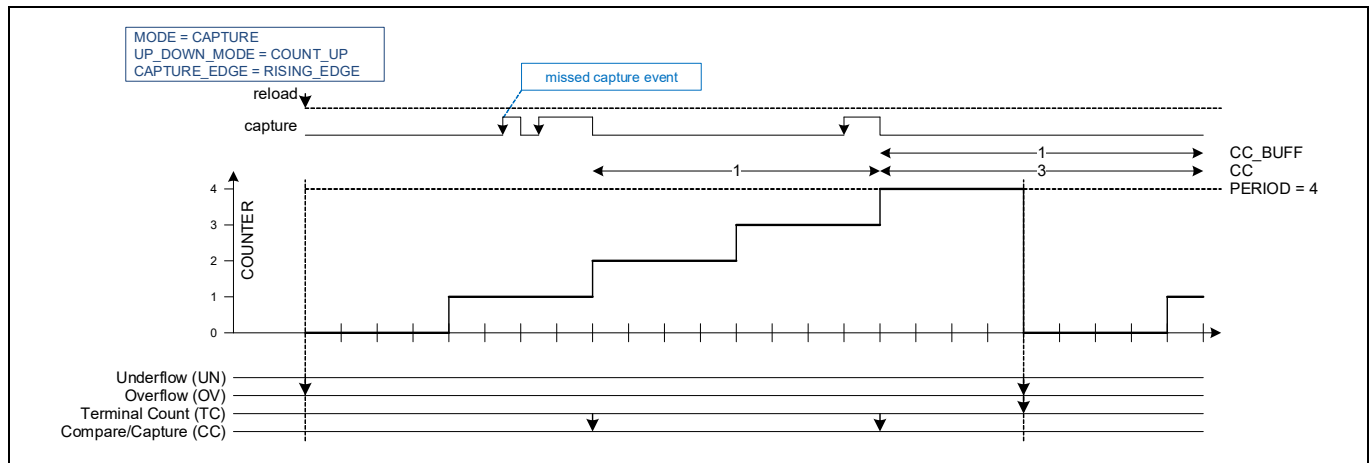 MODE = CAPTURE
UP_DOWN_MODE = COUNT_UP
CAPTURE_EDGE = RISING_EDGE
missed capture event
reload
capture
1
CC_BUFF
1
3
CC
4
PERIOD = 4
3
2
1
0
COUNTER
Underflow (UN)
Overflow (OV)
Terminal Count (TC)
Compare/Capture (CC)